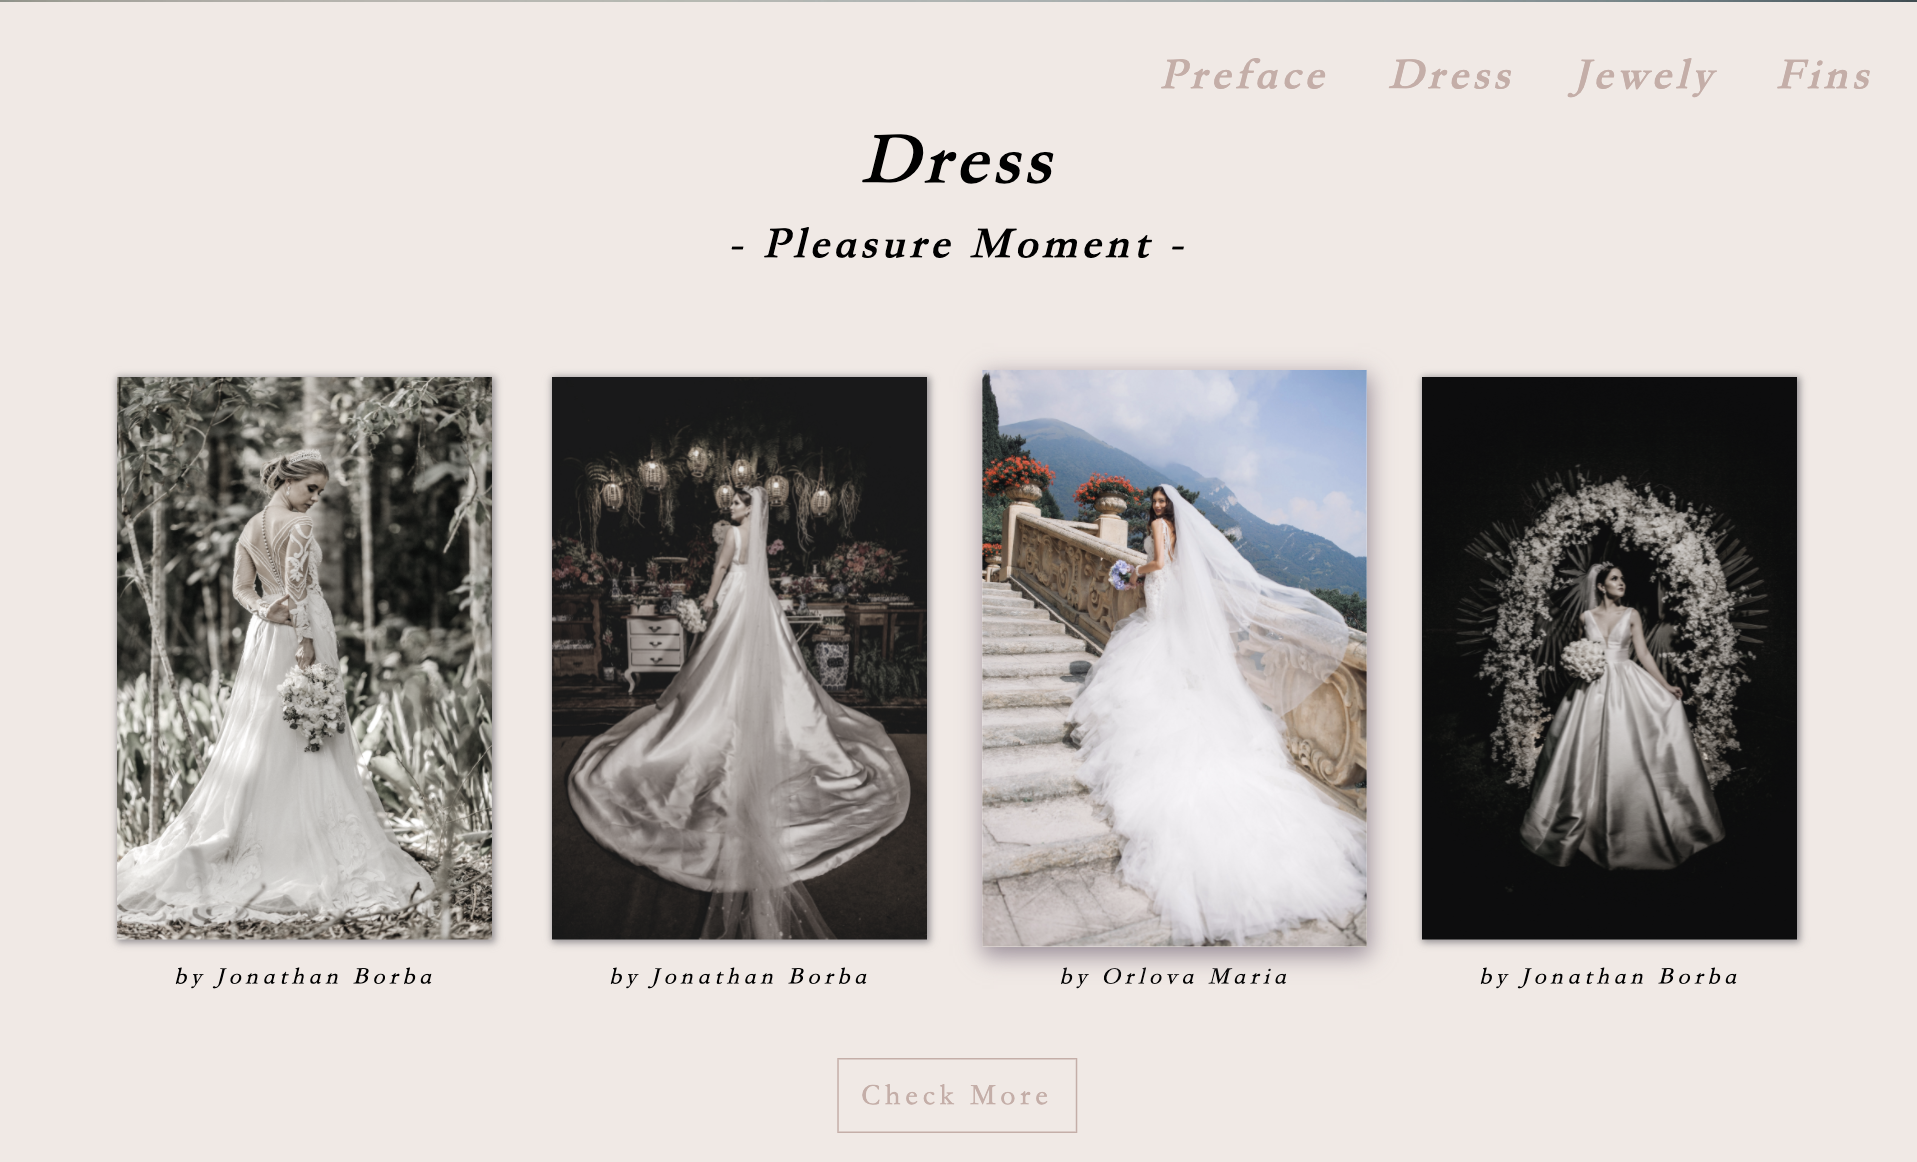 Preface Dress Jewely Fins
Dress
- Pleasure Moment -
by Jonathan Borba by Jonathan Borba by Orlova Maria by Jonathan Borba
Check More